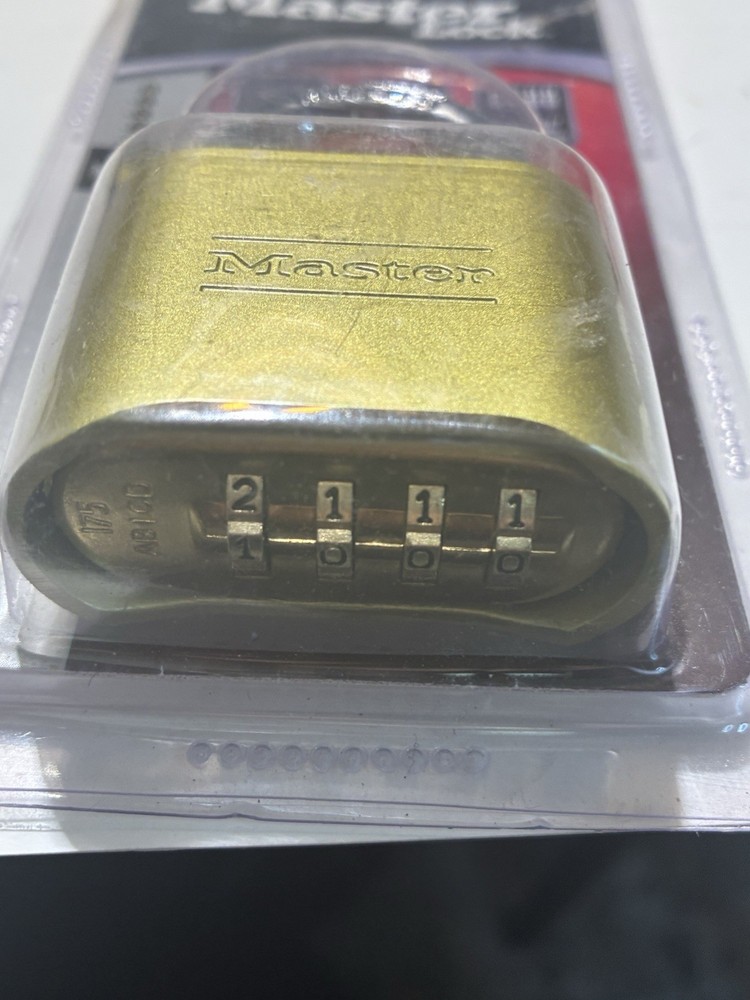 Master
Lock
Master
175
2 1 1 1
1 0 0 0